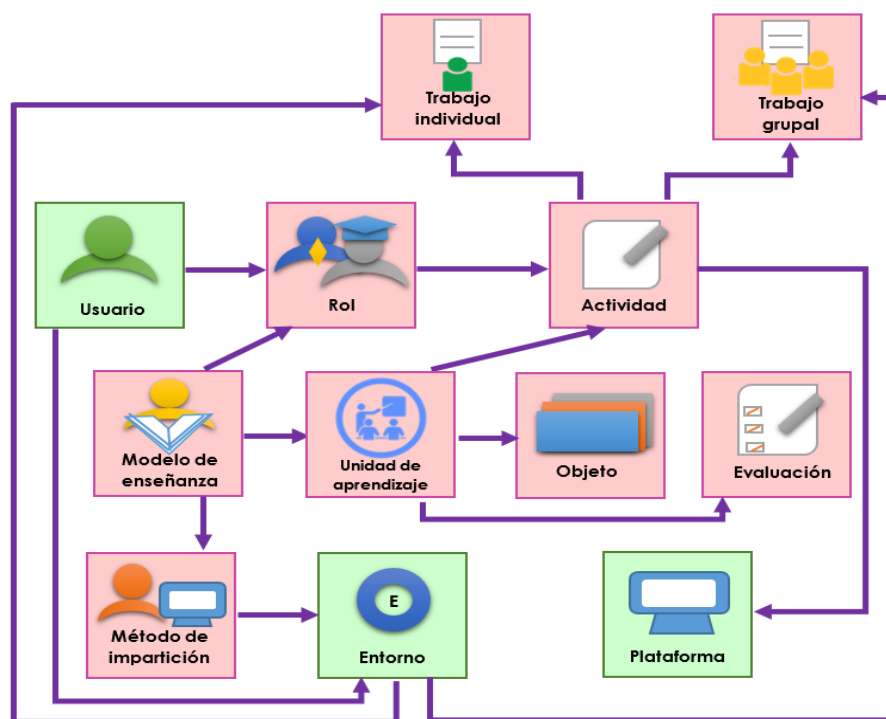 Trabajo
individual
Trabajo
grupal
Usuario
Rol
Actividad
Modelo de
enseñanza
Unidad de
aprendizaje
Objeto
Evaluación
Método de
impartición
E
Entorno
Plataforma